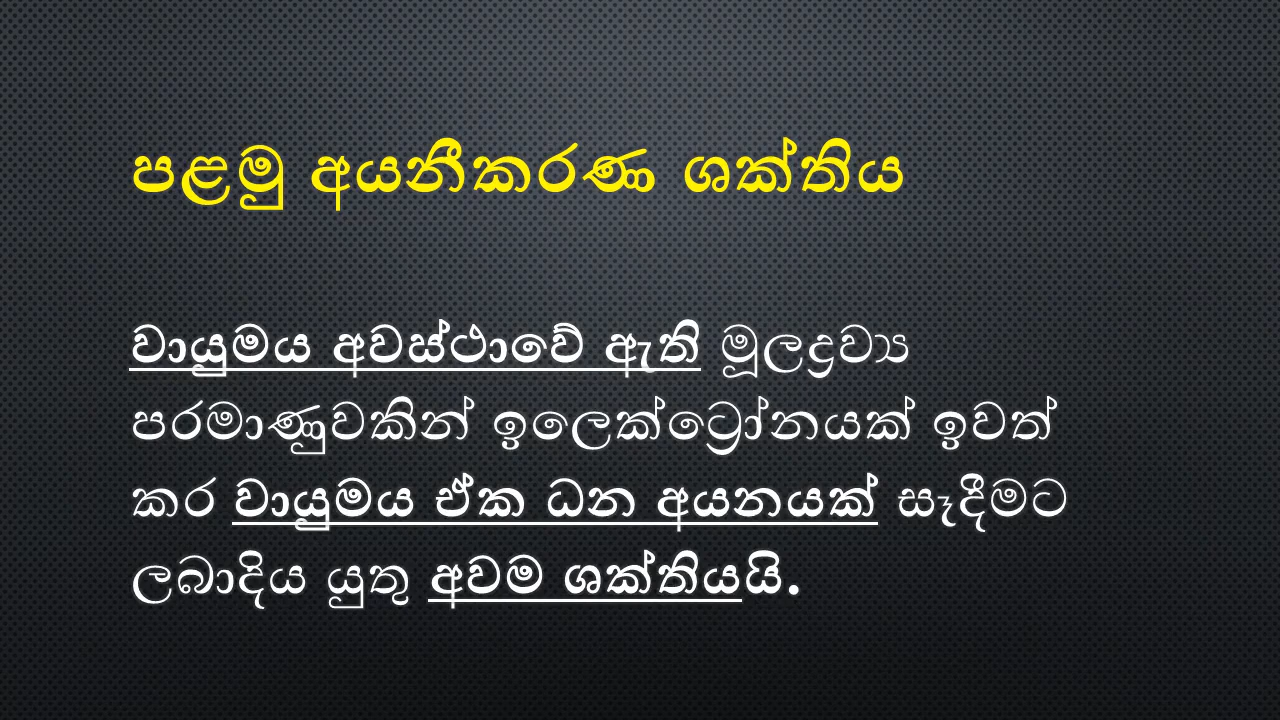 පළමු අයනීකරණ ශක්තිය
වායුමය අවස්ථාවේ ඇති මූලද්‍රව්‍ය
පරමාණුවකින් ඉලෙක්ට්‍රෝනයක් ඉවත්
කර වායුමය ඒක ධන අයනයක් සෑදීමට
ලබාදිය යුතු අවම ශක්තියයි.